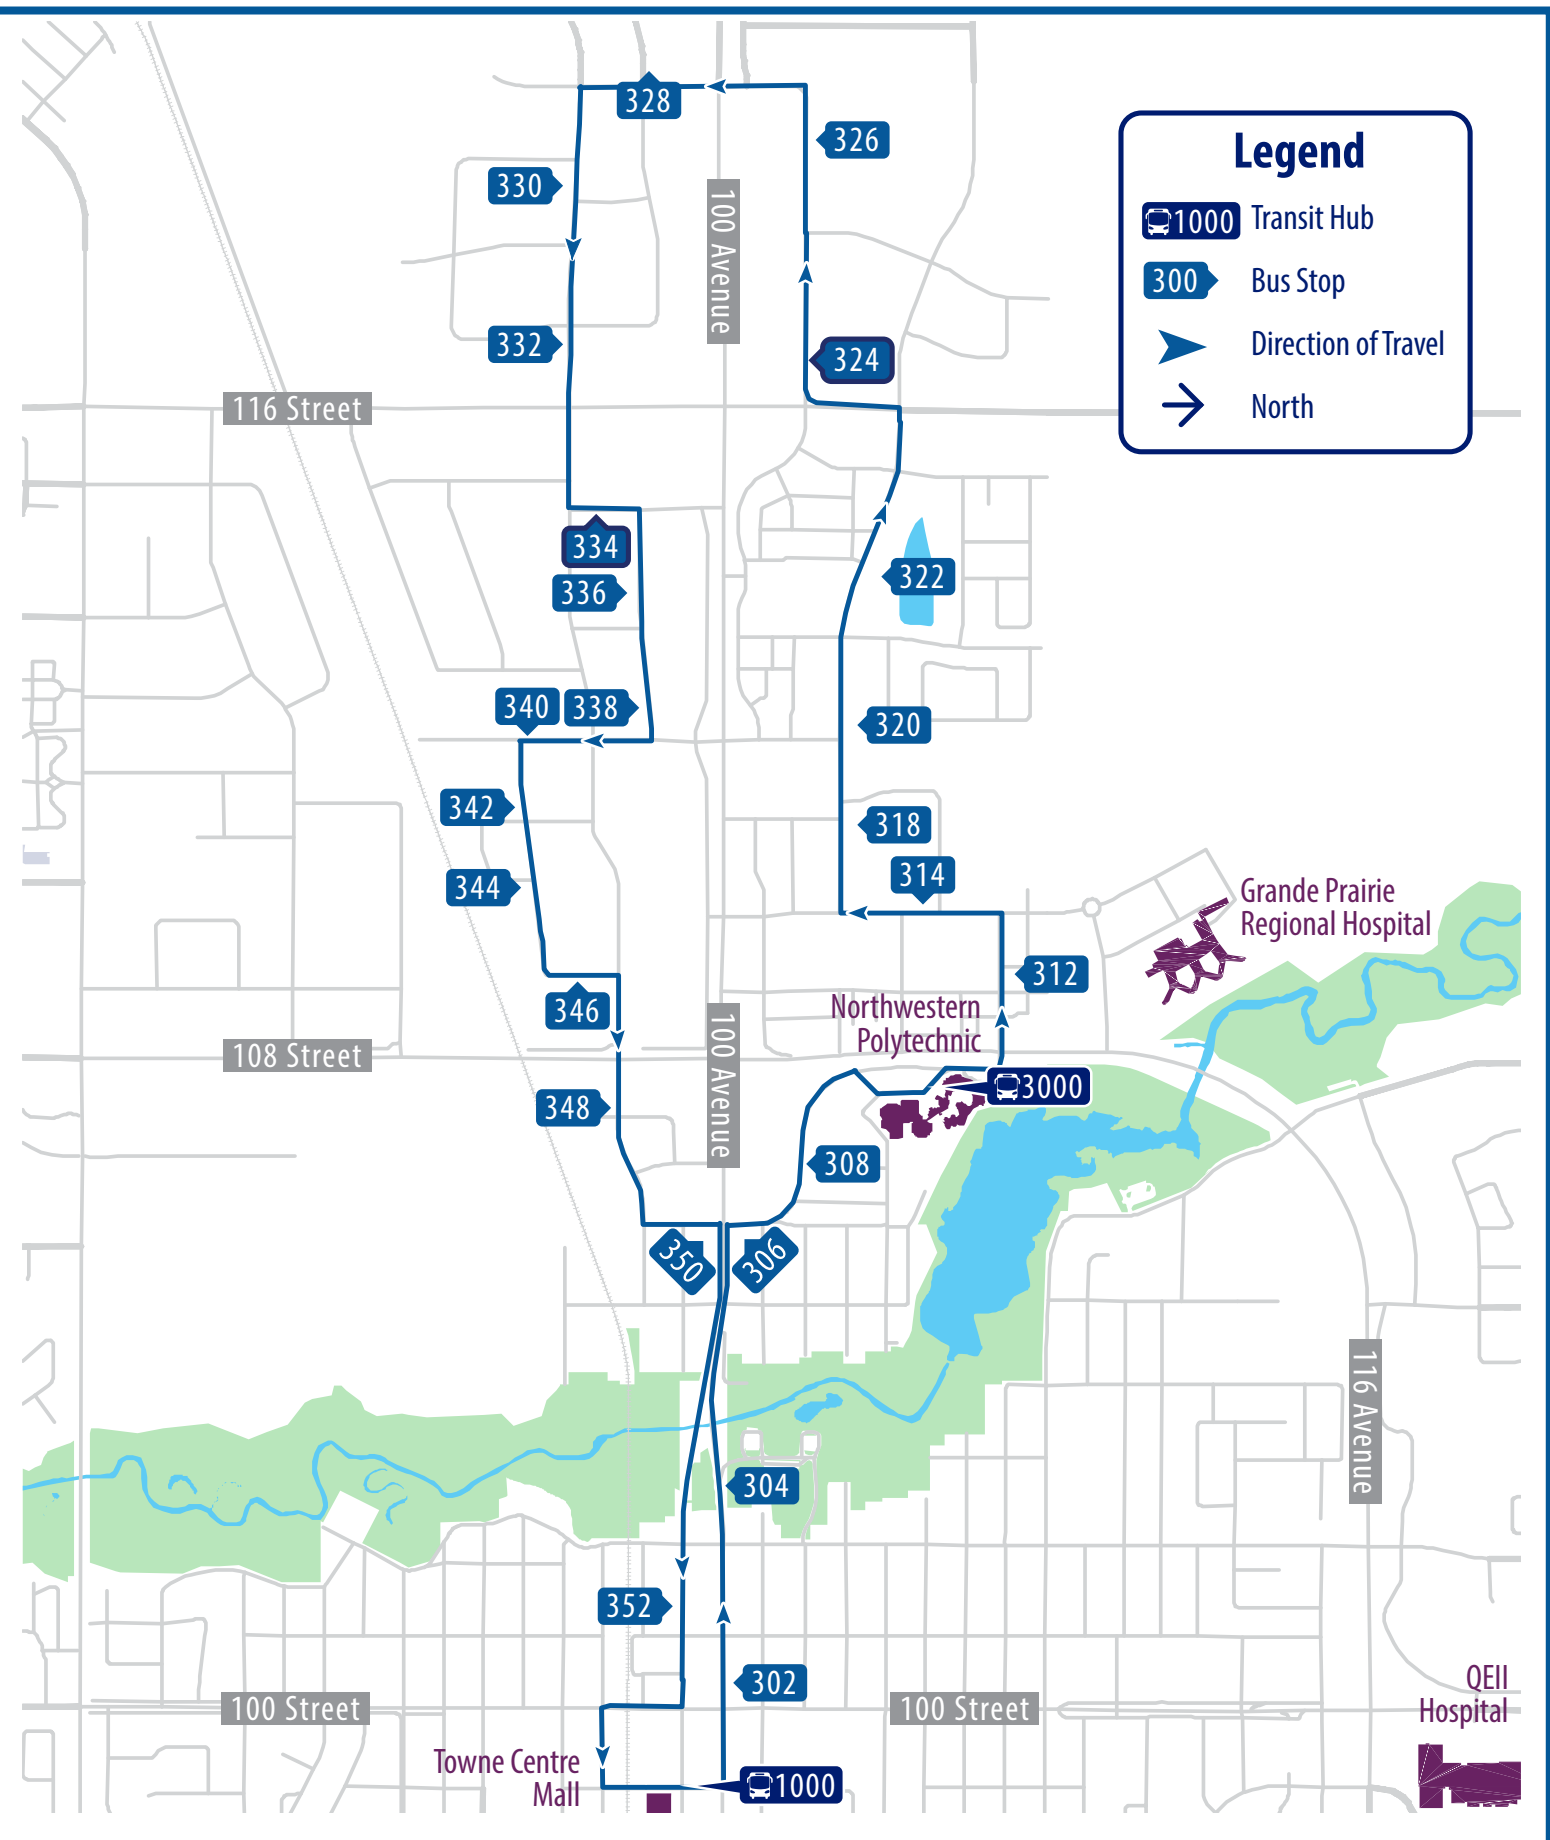 328
326
330
100 Avenue
332
324
116 Street
Legend
1000 Transit Hub
300 Bus Stop
Direction of Travel
North
334
336
322
340
338
320
342
318
344
314
Grande Prairie
Regional Hospital
312
346
Northwestern
Polytechnic
100 Avenue
108 Street
3000
348
308
350
306
116 Avenue
304
352
302
100 Street
100 Street
QEII
Hospital
Towne Centre
Mall
1000